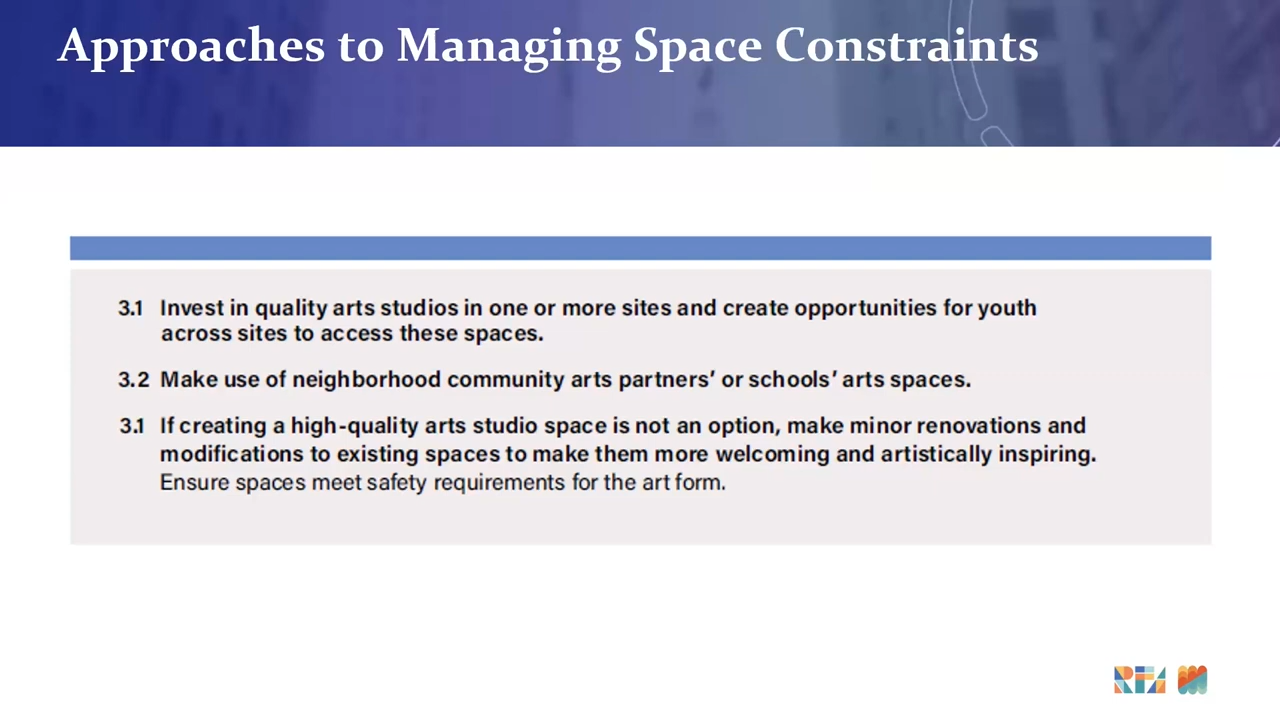 Approaches to Managing Space Constraints
3.1 Invest in quality arts studios in one or more sites and create opportunities for youth
across sites to access these spaces.
3.2 Make use of neighborhood community arts partners’ or schools’ arts spaces.
3.1 If creating a high-quality arts studio space is not an option, make minor renovations and
modifications to existing spaces to make them more welcoming and artistically inspiring.
Ensure spaces meet safety requirements for the art form.
RFA